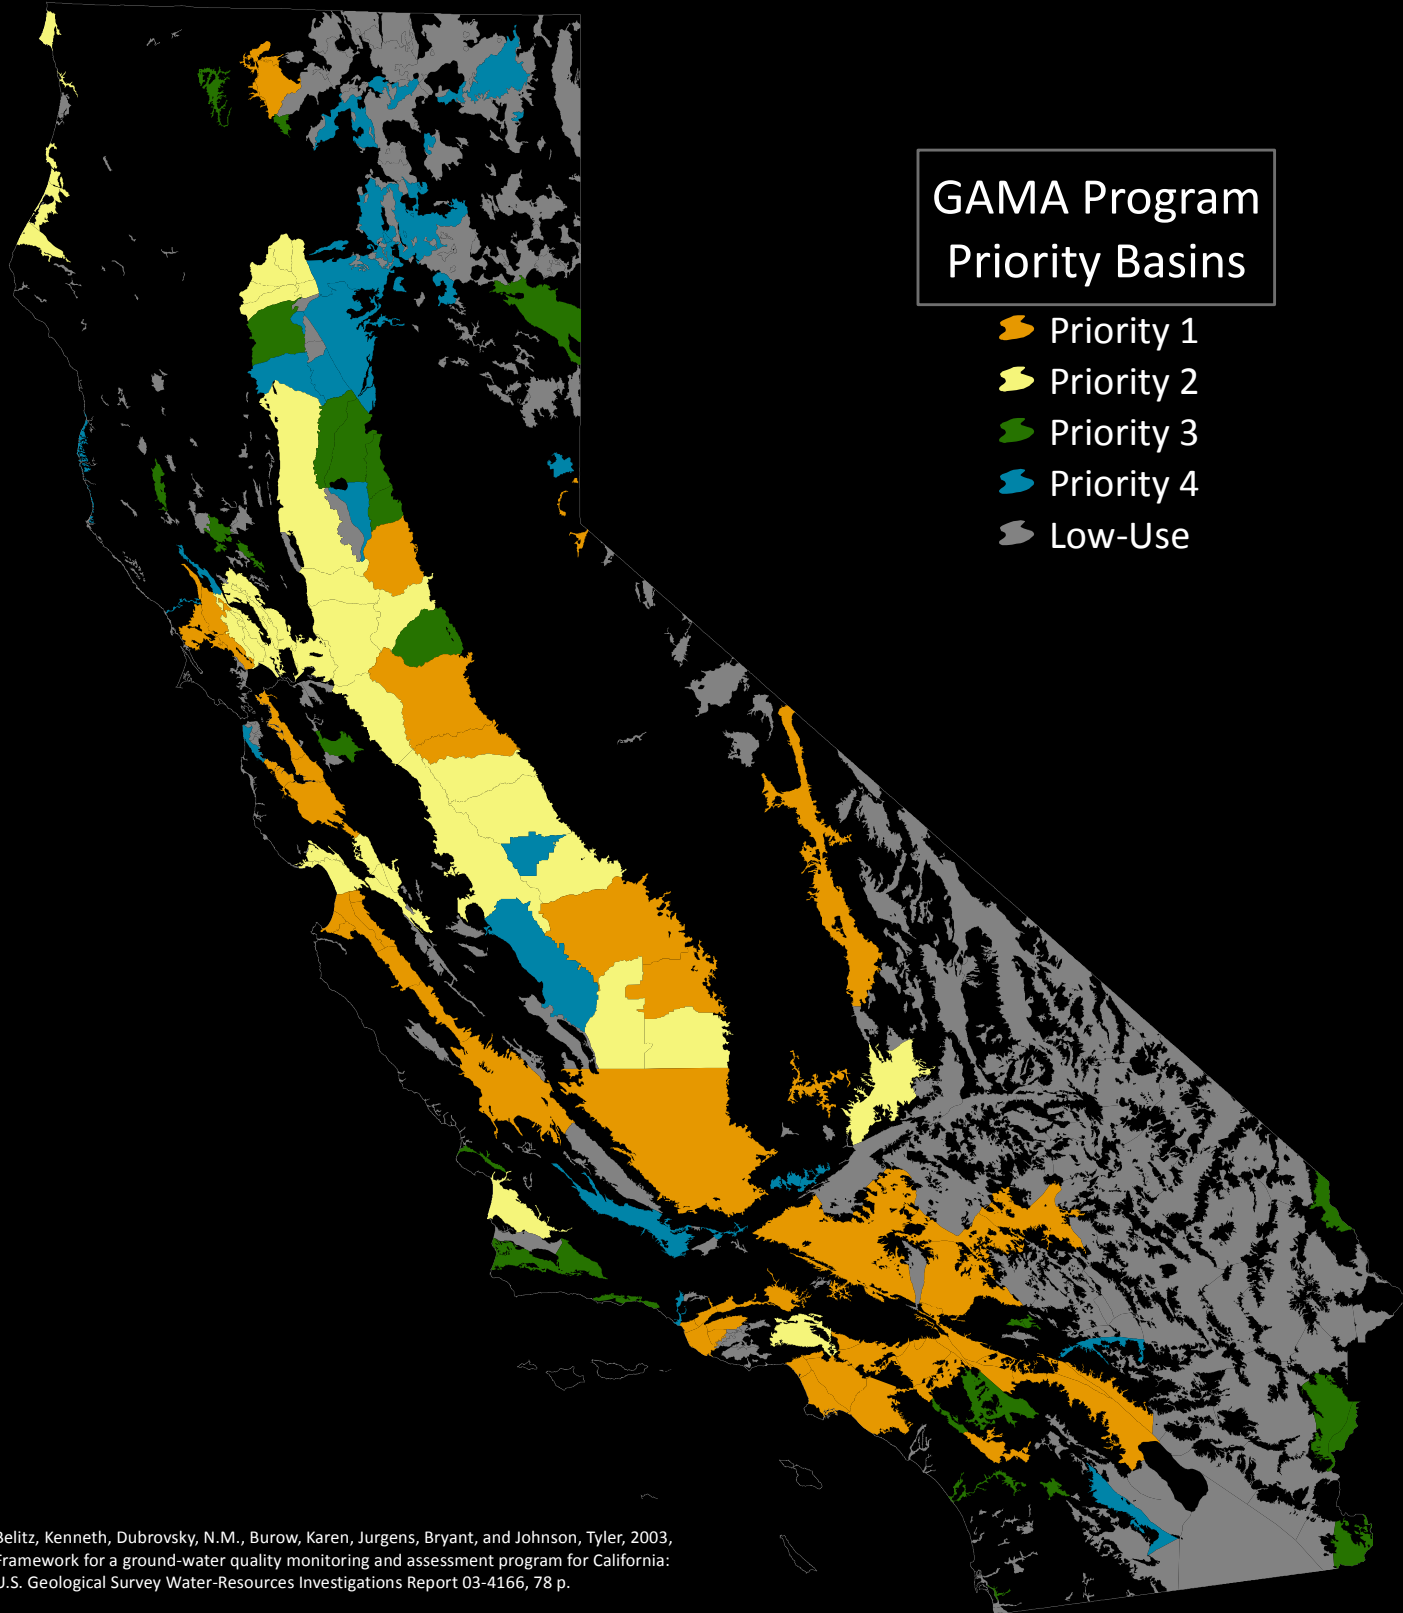 GAMA Program
Priority Basins
Priority 1
Priority 2
Priority 3
Priority 4
Low-Use
Belitz, Kenneth, Dubrovsky, N.M., Burow, Karen, Jurgens, Bryant, and Johnson, Tyler, 2003,
Framework for a ground-water quality monitoring and assessment program for California:
U.S. Geological Survey Water-Resources Investigations Report 03-4166, 78 p.